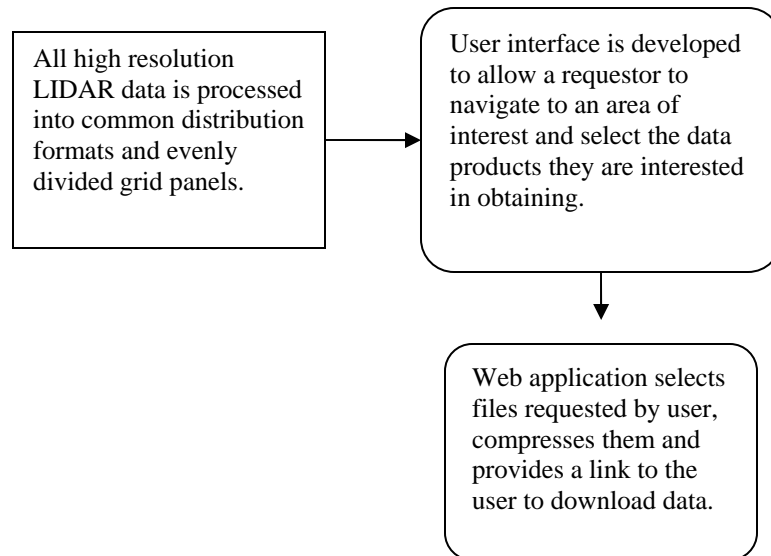 All high resolution
LIDAR data is processed
into common distribution
formats and evenly
divided grid panels.
User interface is developed
to allow a requestor to
navigate to an area of
interest and select the data
products they are interested
in obtaining.
Web application selects
files requested by user,
compresses them and
provides a link to the
user to download data.